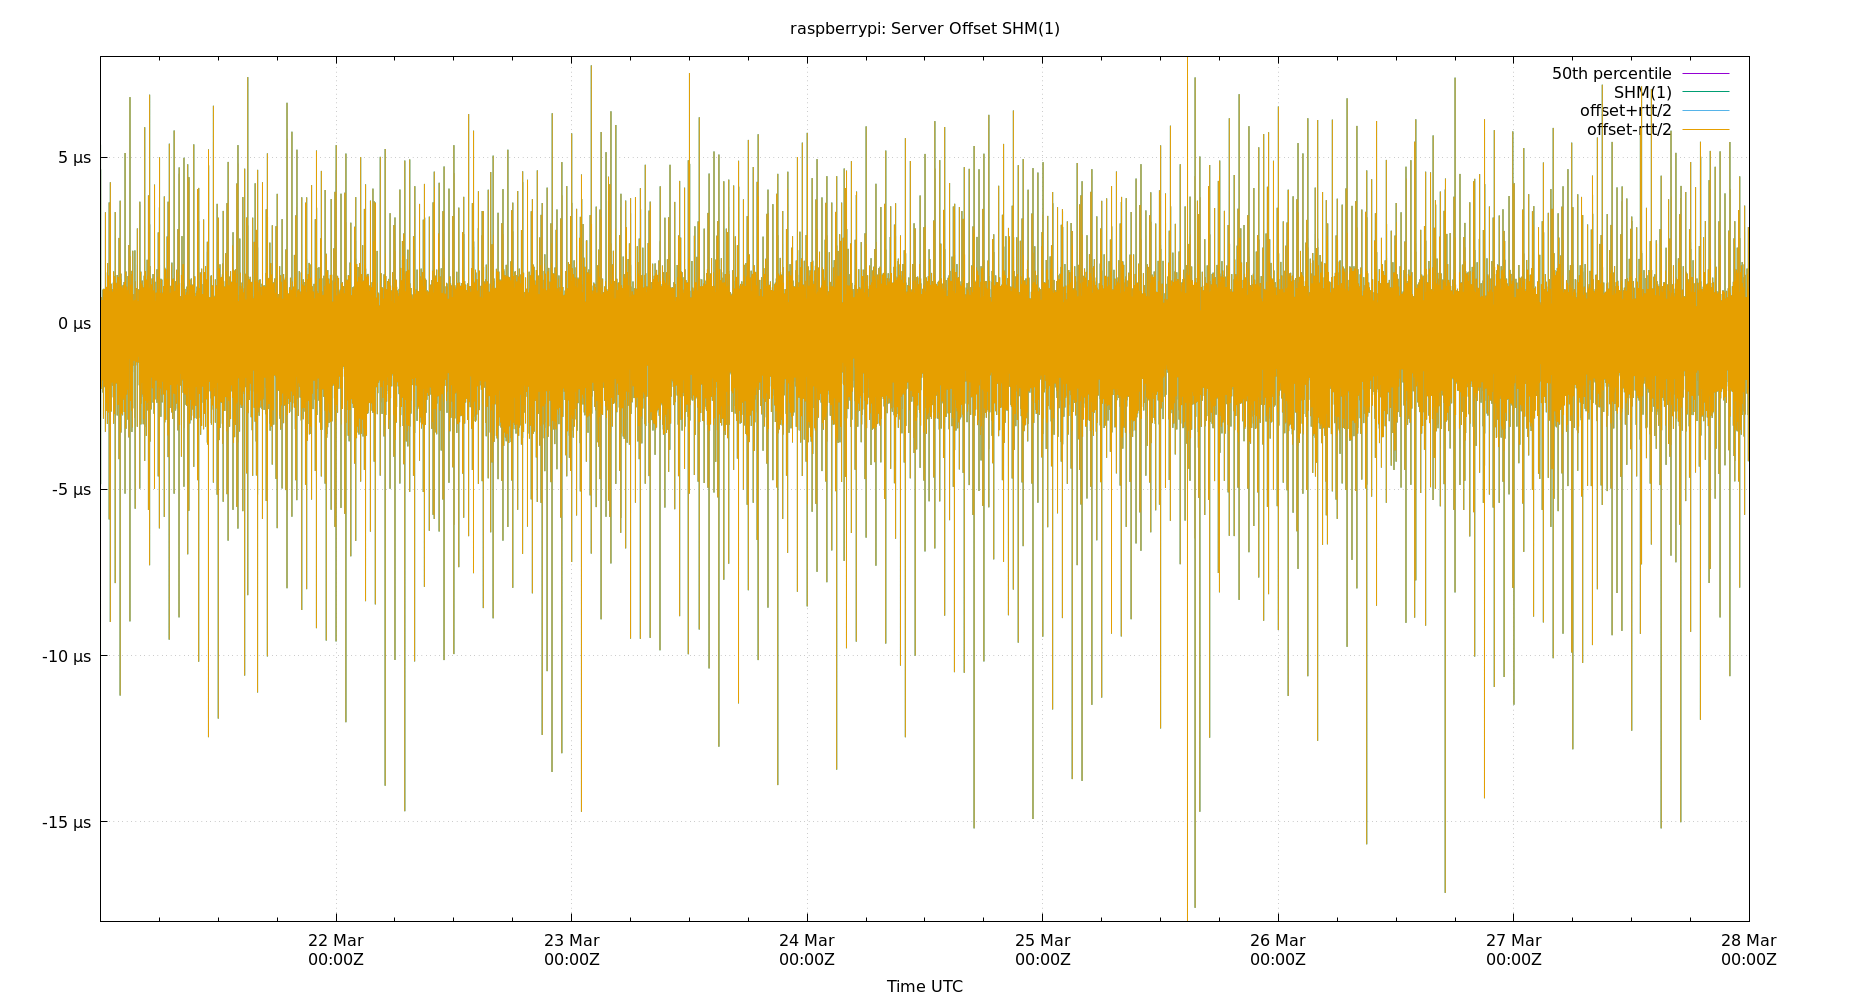 raspberrypi: Server Offset SHM(1)
50th percentile
SHM(1)
offset+rtt/2
offset-rtt/2
5 µs
0 µs
-5 µs
-10 µs
-15 µs
22 Mar 23 Mar 24 Mar 25 Mar 26 Mar 27 Mar 28 Mar
00:00Z 00:00Z 00:00Z 00:00Z 00:00Z 00:00Z 00:00Z
Time UTC